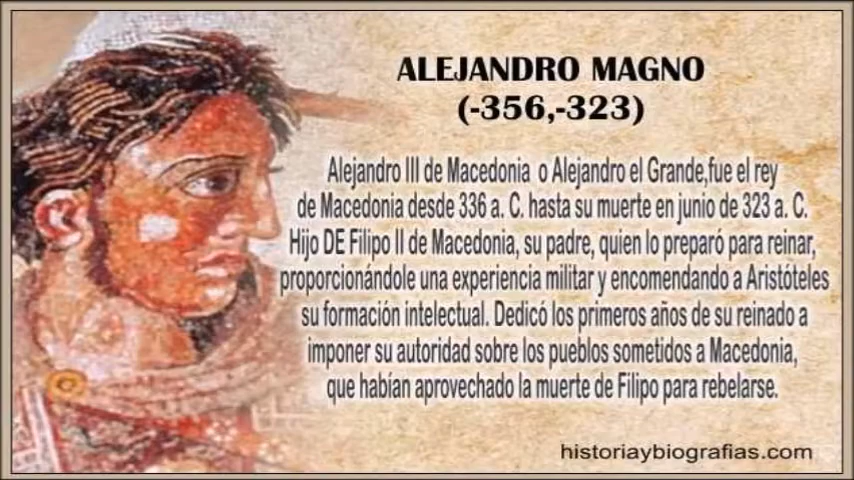 ALEJANDRO MAGNO
(-356,-323)
Alejandro III de Macedonia o Alejandro el Grande,fue el rey
de Macedonia desde 336 a. C. hasta su muerte en junio de 323 a. C.
Hijo DE Filipo II de Macedonia, su padre, quien lo preparó para reinar,
proporcionándole una experiencia militar y encomendando a Aristóteles
su formación intelectual. Dedicó los primeros años de su reinado a
imponer su autoridad sobre los pueblos sometidos a Macedonia,
que habían aprovechado la muerte de Filipo para rebelarse.
historiaybiografias.com